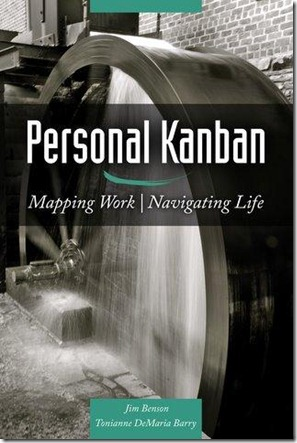 Personal Kanban
Mapping Work | Navigating Life
Jim Benson
Tonianne DeMaria Barry